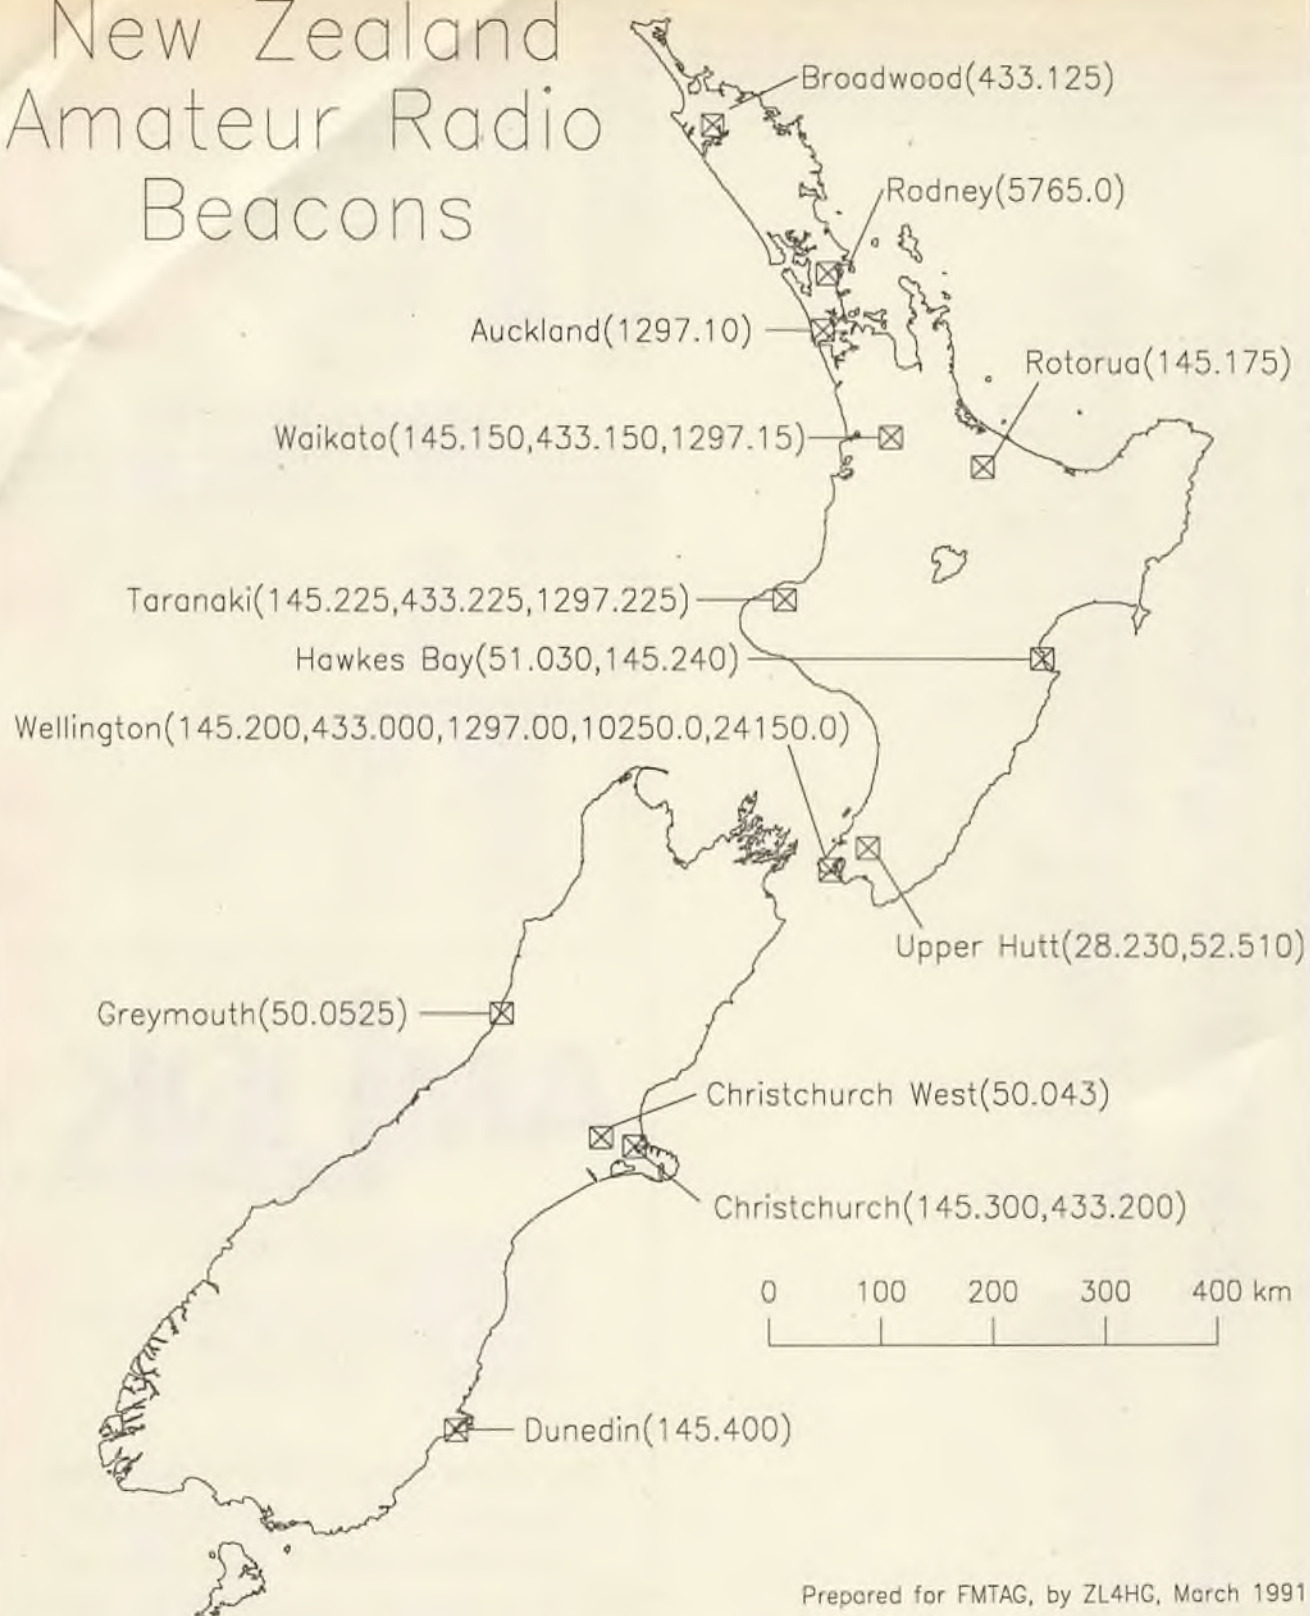 New Zealand
Amateur Radio
Beacons
Broadwood(433.125)
Rodney(5765.0)
Auckland(1297.10)
Rotorua(145.175)
Waikato(145.150,433.150,1297.15)
Taranaki(145.225,433.225,1297.225)
Hawkes Bay(51.030,145.240)
Wellington(145.200,433.000,1297.00,10250.0,24150.0)
Upper Hutt(28.230,52.510)
Greymouth(50.0525)
Christchurch West(50.043)
Christchurch(145.300,433.200)
0 100 200 300 400 km
Dunedin(145.400)
Prepared for FMTAG, by ZL4HG, March 1991